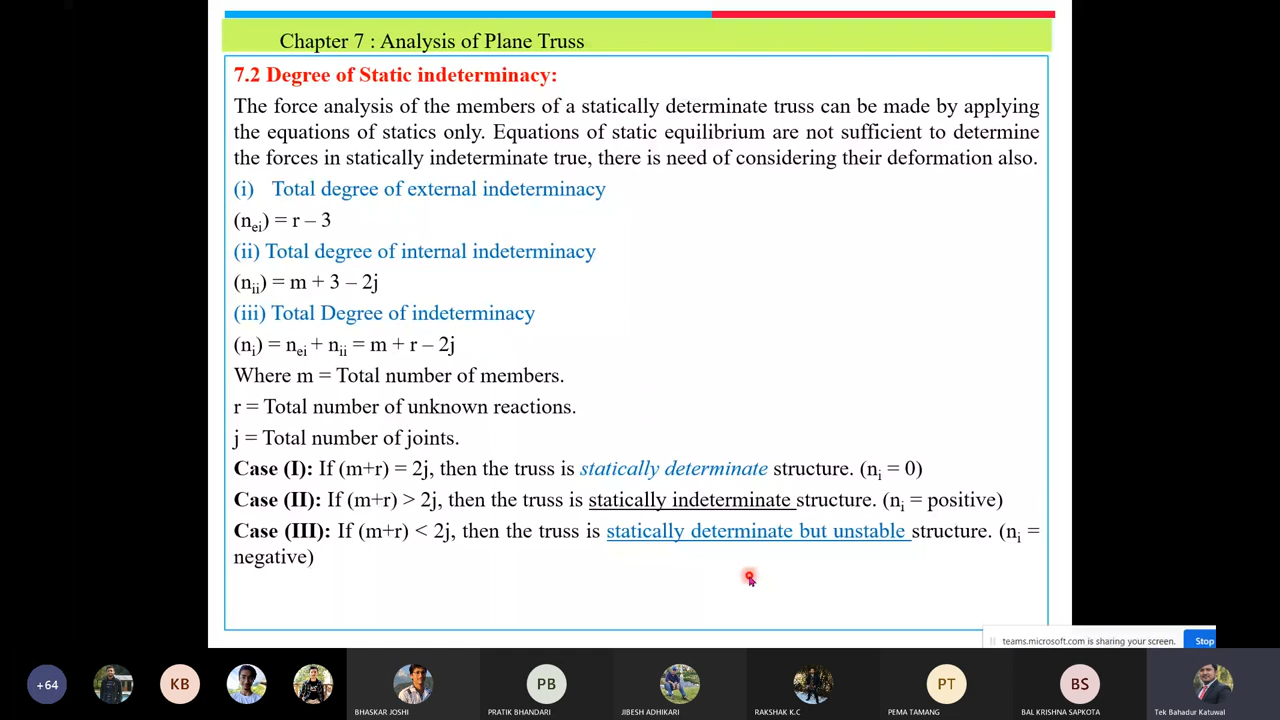 Chapter 7 : Analysis of Plane Truss
7.2 Degree of Static indeterminacy:
The force analysis of the members of a statically determinate truss can be made by applying
the equations of statics only. Equations of static equilibrium are not sufficient to determine
the forces in statically indeterminate true, there is need of considering their deformation also.
(i) Total degree of external indeterminacy
(nei) = r – 3
(ii) Total degree of internal indeterminacy
(nii) = m + 3 – 2j
(iii) Total Degree of indeterminacy
(ni) = nei + nii = m + r – 2j
Where m = Total number of members.
r = Total number of unknown reactions.
j = Total number of joints.
Case (I): If (m+r) = 2j, then the truss is statically determinate structure. (ni = 0)
Case (II): If (m+r) > 2j, then the truss is statically indeterminate structure. (ni = positive)
Case (III): If (m+r) < 2j, then the truss is statically determinate but unstable structure. (ni =
negative)
teams.microsoft.com is sharing your screen. Stop
+64 KB PB PT BS
BHASKAR JOSHI PRATIK BHANDARI JIBESH ADHIKARI RAKSHAK K.C PEMA TAMANG BAL KRISHNA SAPKOTA Tek Bahadur Katuwal